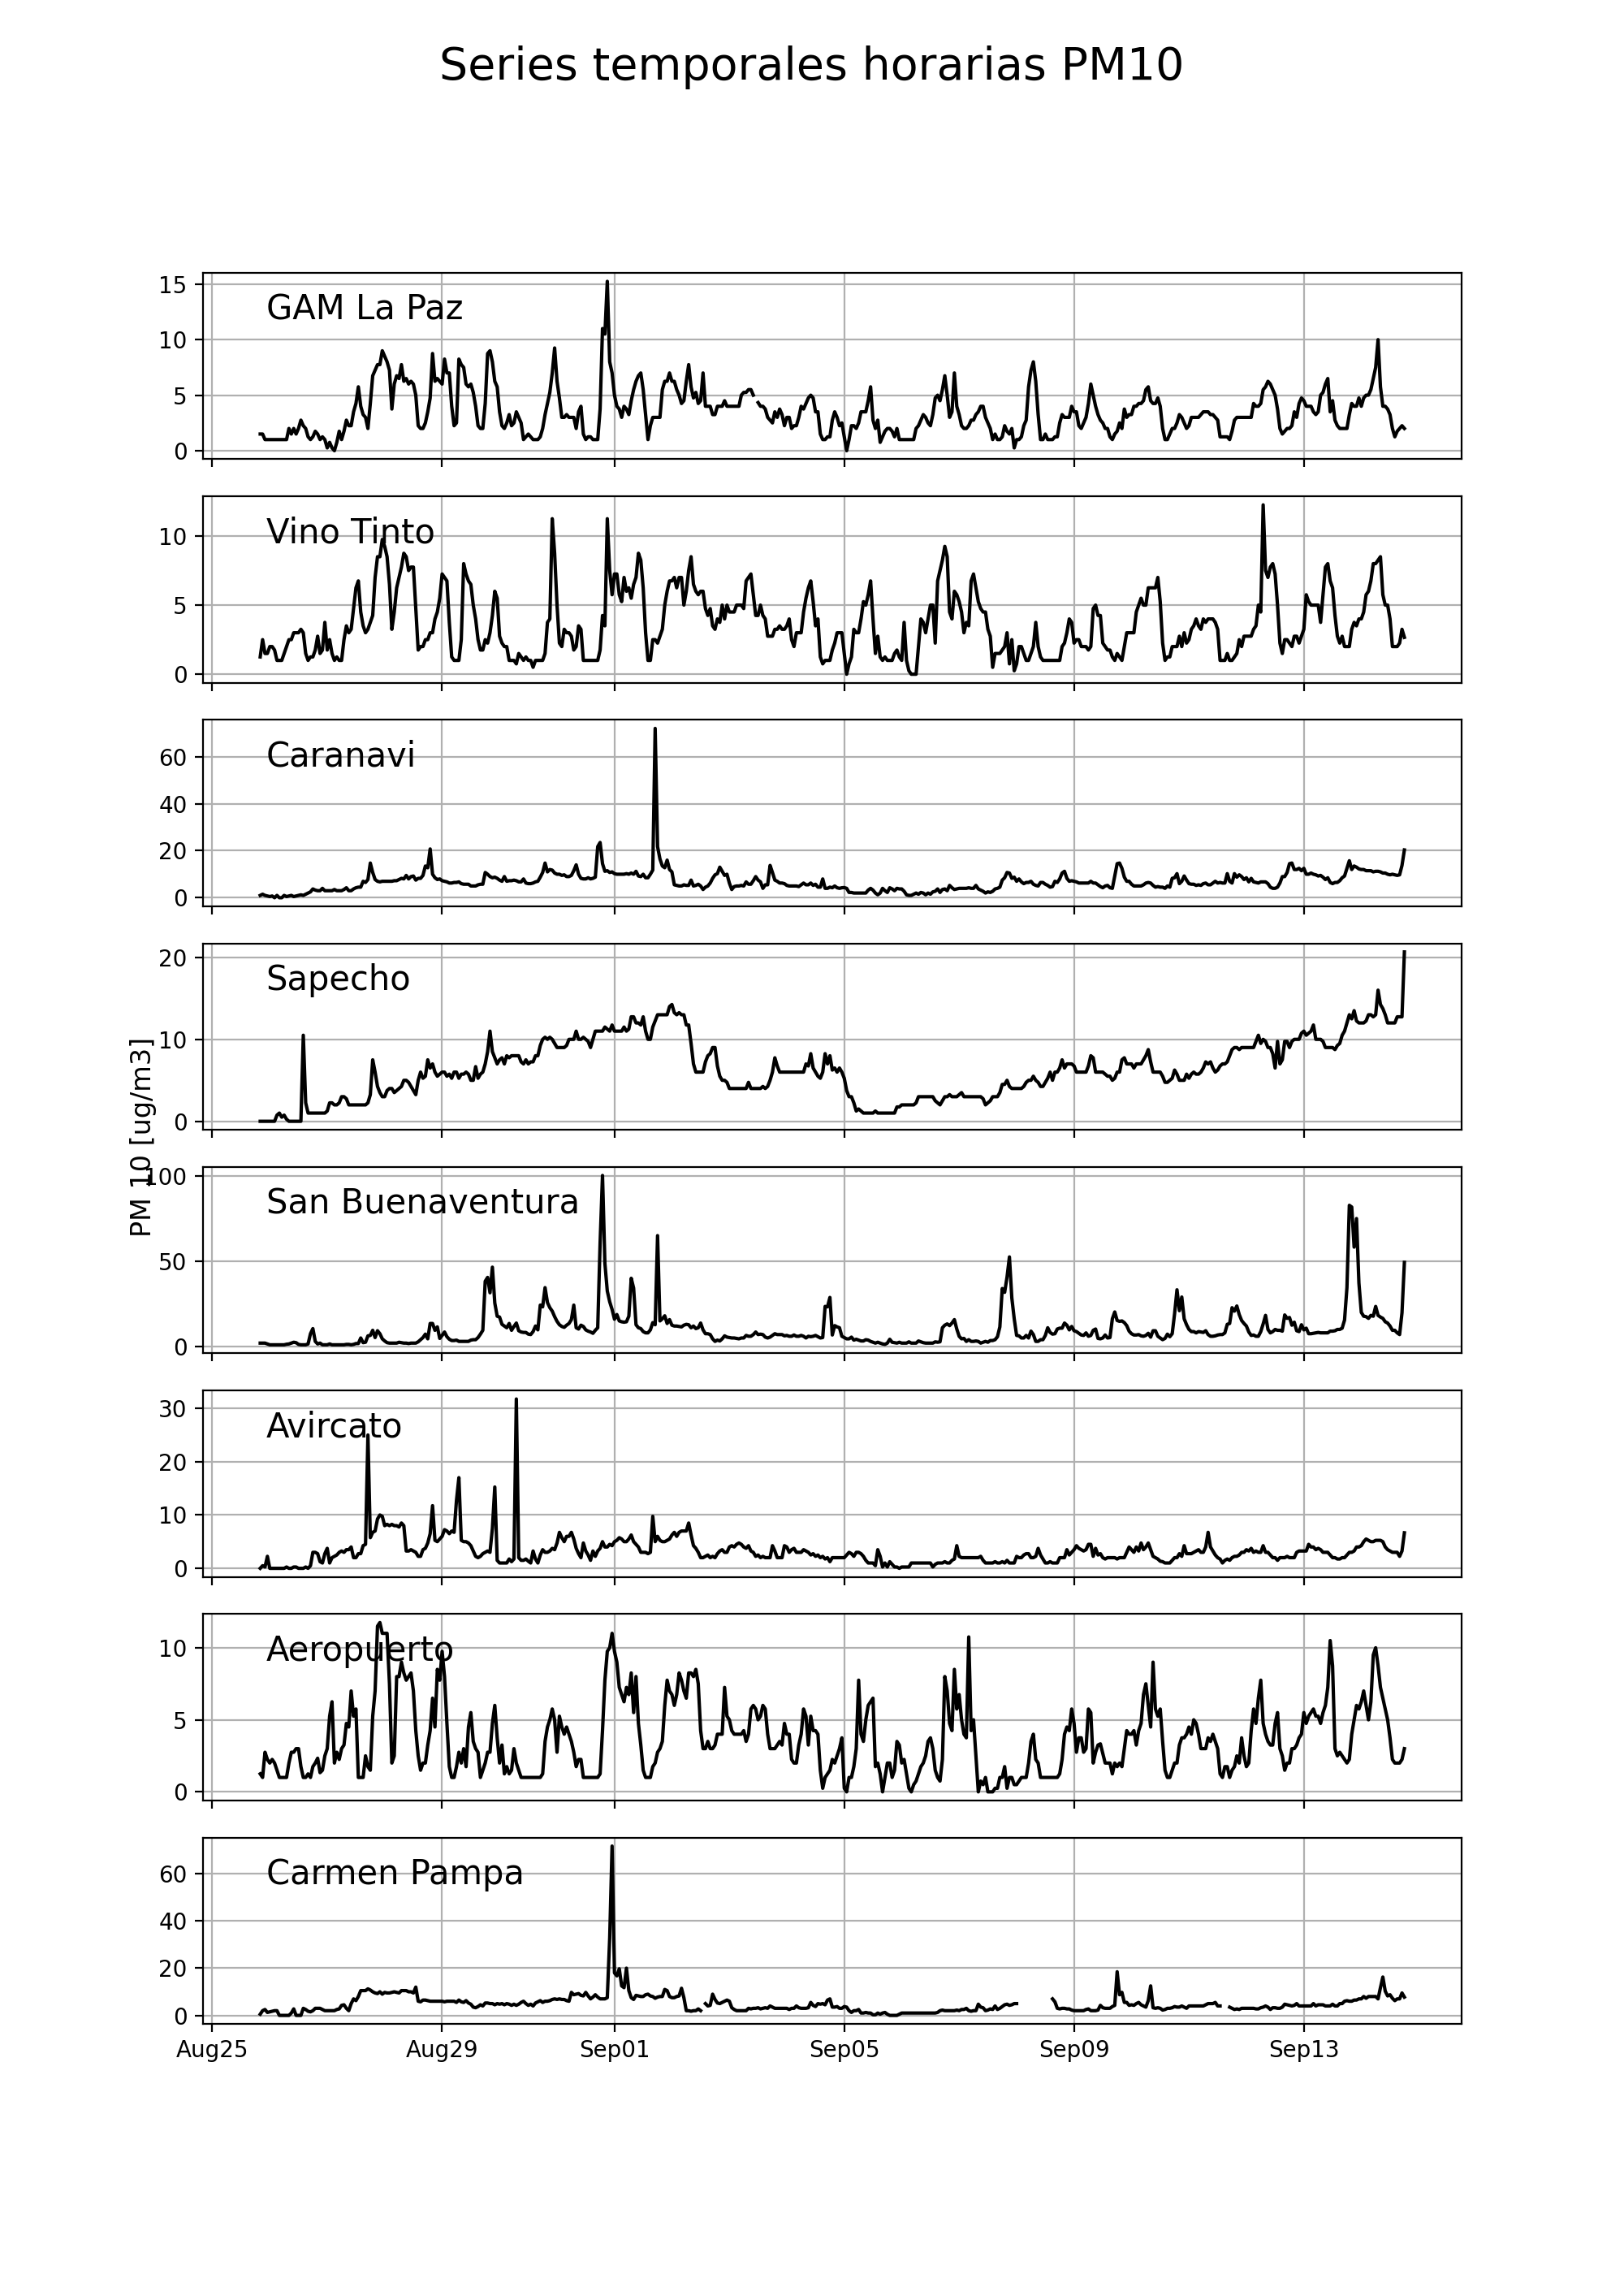 Series temporales horarias PM10
15
10
5
0
GAM La Paz
10
5
0
Vino Tinto
60
40
20
0
Caranavi
20
10
0
Sapecho
PM 10 [ug/m3]
100
50
0
San Buenaventura
30
20
10
0
Avircato
10
5
0
Aeropuerto
60
40
20
0
Carmen Pampa
Aug25 Aug29 Sep01 Sep05 Sep09 Sep13